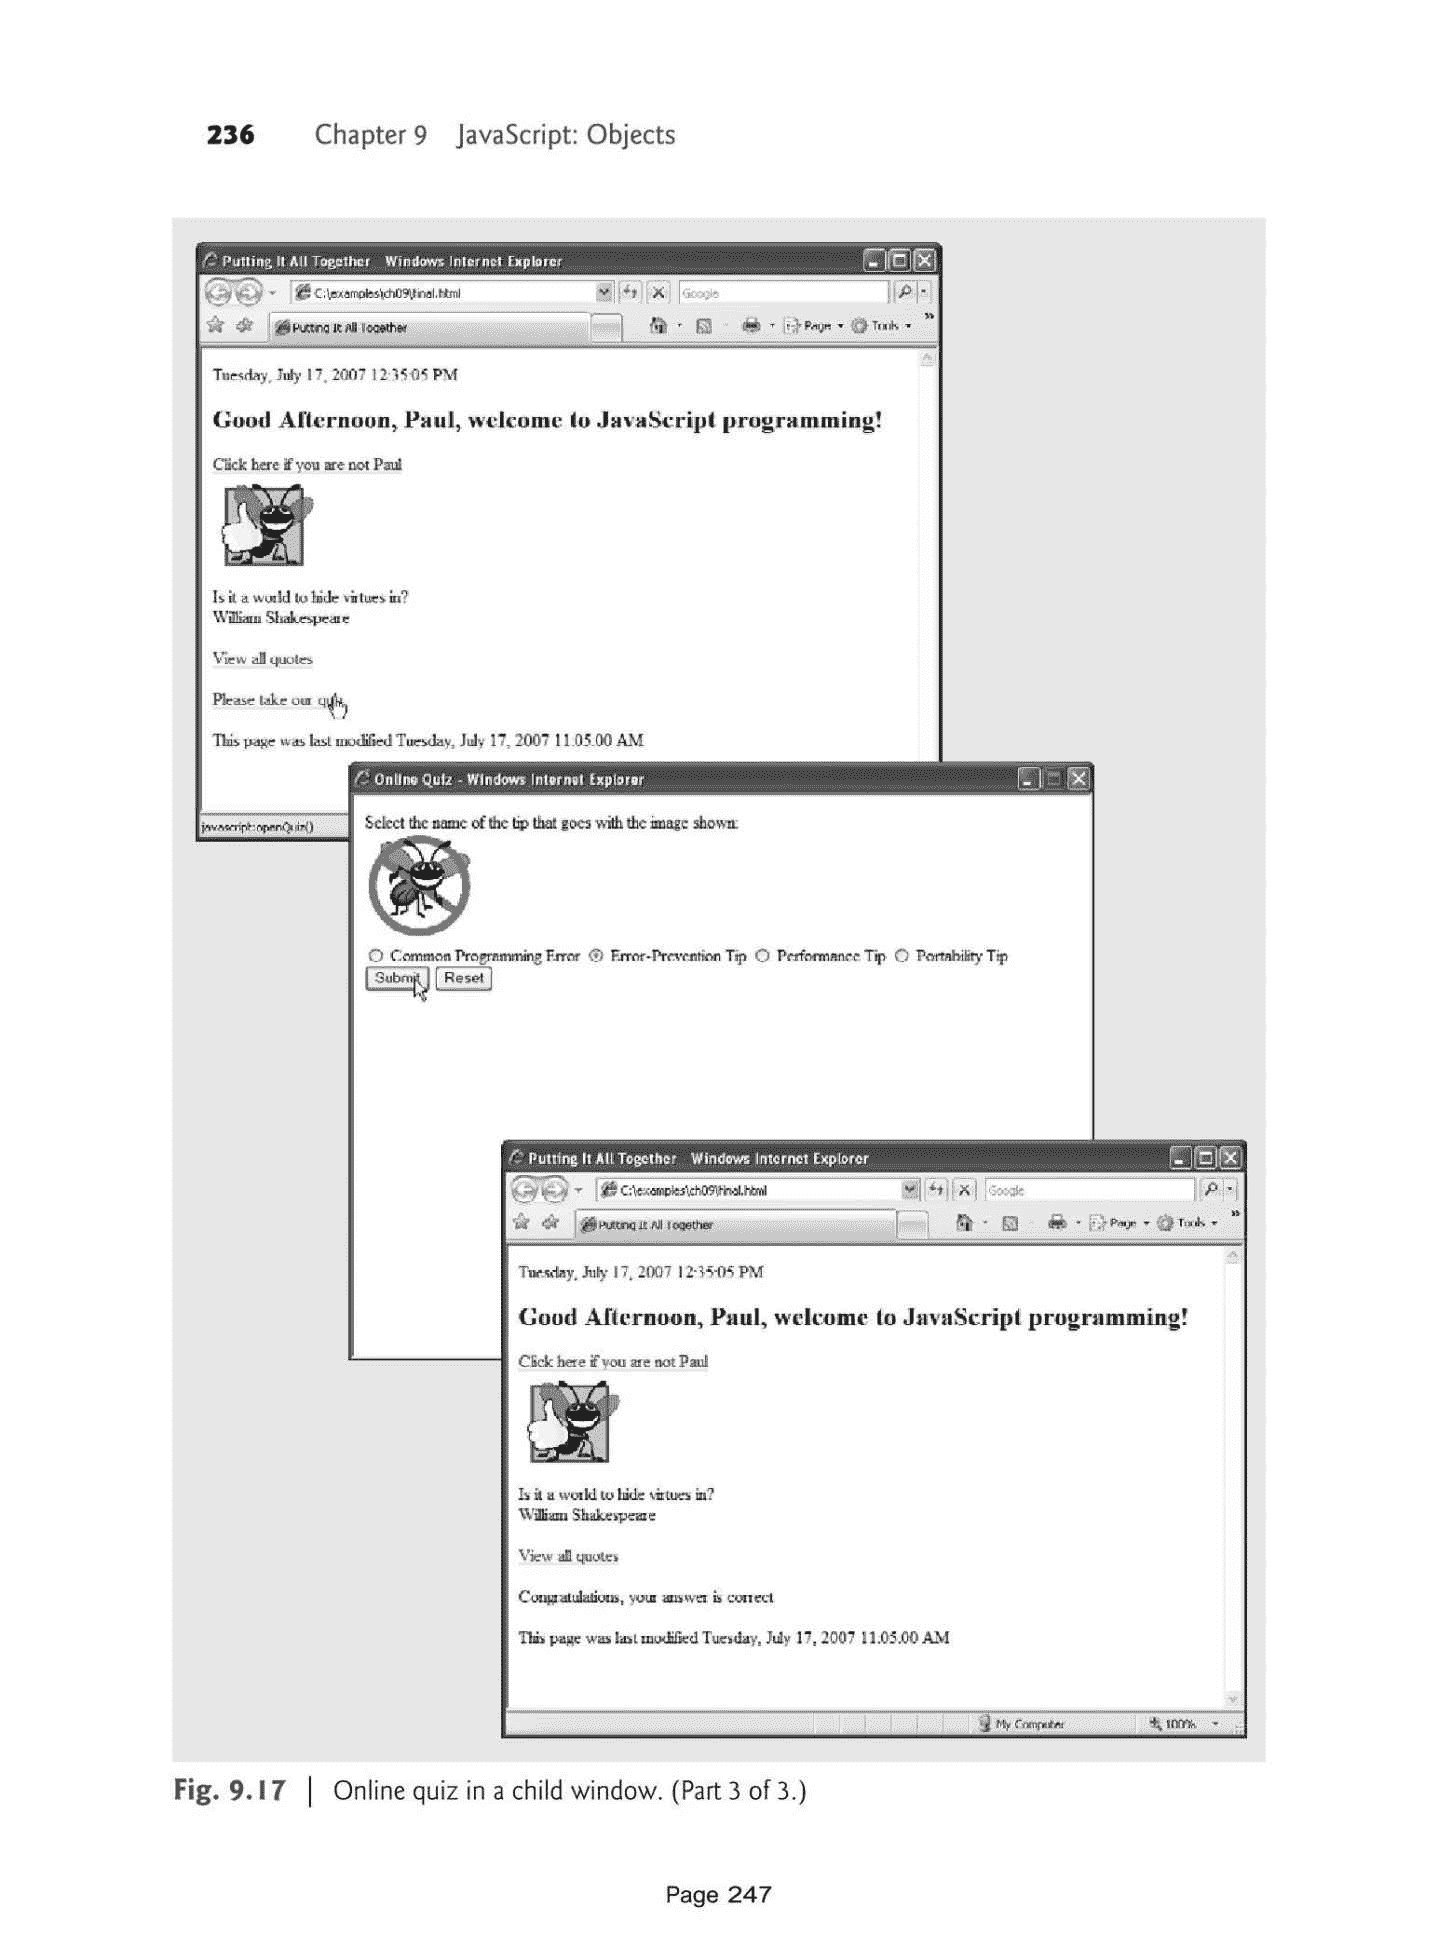 236 Chapter 9 JavaScript: Objects
Putting It All Together Windows Internet Explorer
C:\examples\ch09\final.html
Google
Putting It All Together
Page
Tools
Tuesday, July 17, 2007 12:35:05 PM
Good Afternoon, Paul, welcome to JavaScript programming!
Click here if you are not Paul
Is it a world to hide virtues in?
William Shakespeare
View all quotes
Please take our quiz
This page was last modified Tuesday, July 17, 2007 11:05:00 AM
javascript:openQuiz()
Online Quiz - Windows Internet Explorer
Select the name of the tip that goes with the image shown:
Common Programming Error Error-Prevention Tip Performance Tip Portability Tip
Submit Reset
Putting It All Together Windows Internet Explorer
C:\examples\ch09\final.html
Google
Putting It All Together
Page
Tools
Tuesday, July 17, 2007 12:35:05 PM
Good Afternoon, Paul, welcome to JavaScript programming!
Click here if you are not Paul
Is it a world to hide virtues in?
William Shakespeare
View all quotes
Congratulations, your answer is correct
This page was last modified Tuesday, July 17, 2007 11:05:00 AM
My Computer 100%
Fig. 9.17 | Online quiz in a child window. (Part 3 of 3.)
Page 247